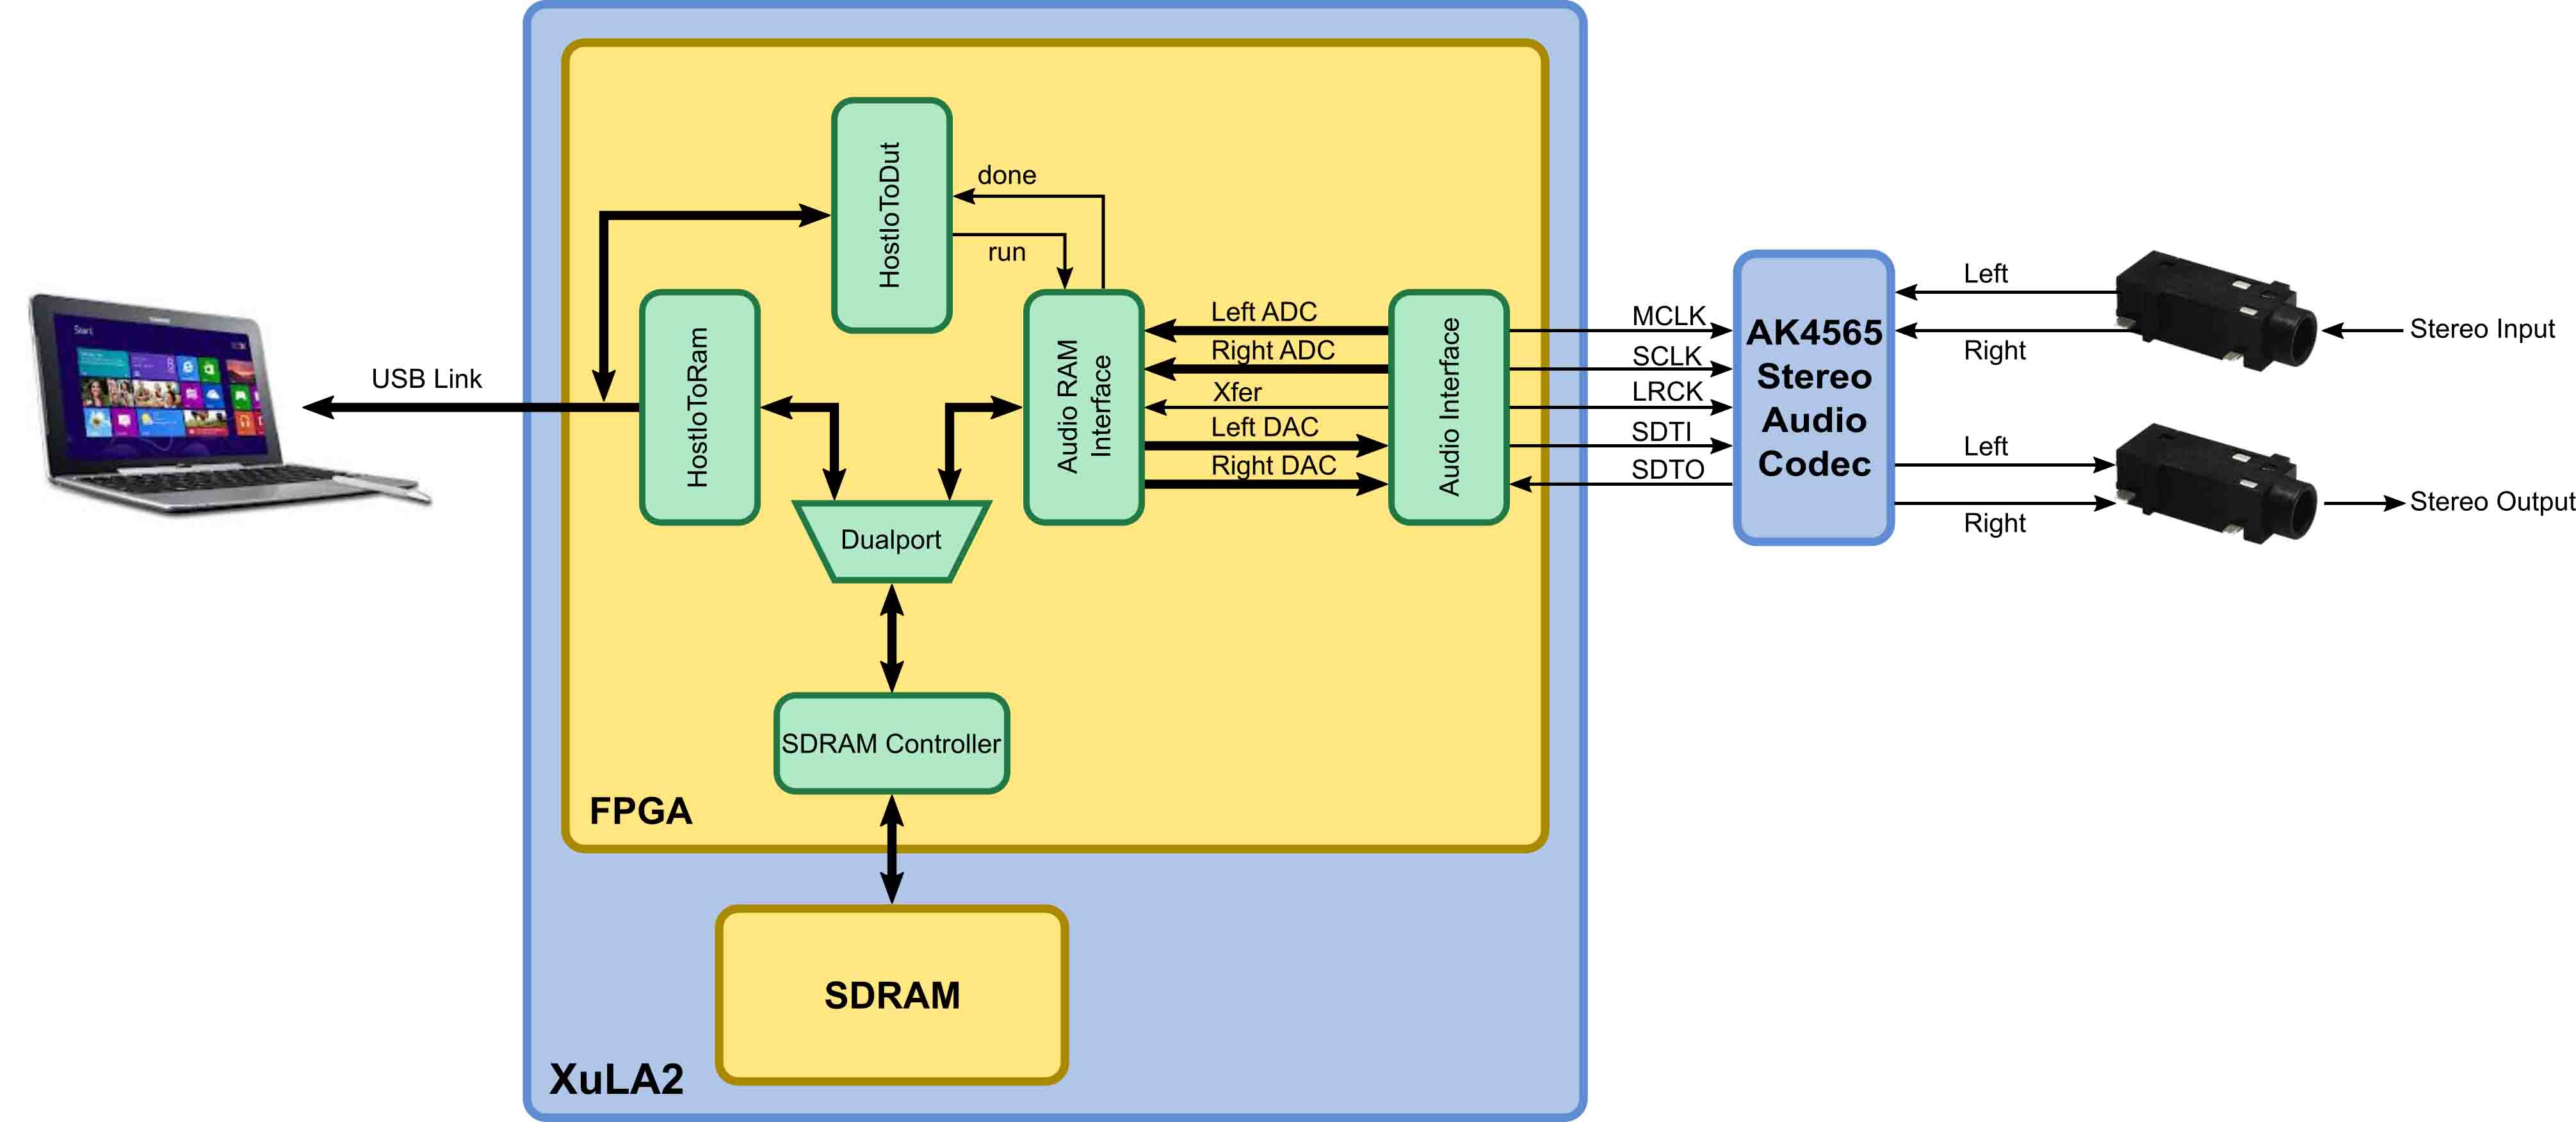 Start
USB Link
HostIoToDut
done
run
HostIoToRam
Dualport
Audio RAM
Interface
Left ADC
Right ADC
Xfer
Left DAC
Right DAC
Audio Interface
MCLK
SCLK
LRCK
SDTI
SDTO
AK4565
Stereo
Audio
Codec
Left
Right
Stereo Input
Left
Right
Stereo Output
SDRAM Controller
FPGA
SDRAM
XuLA2